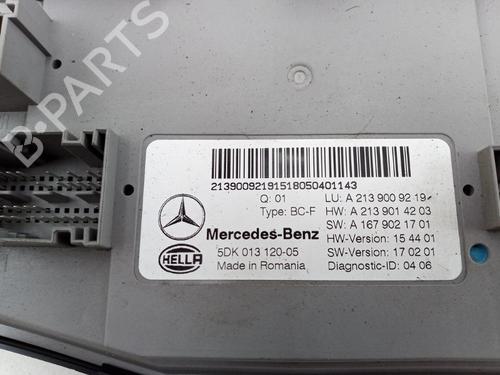 B-PARTS
21390092191518050401143
Q: 01 LU: A 213 900 92 19
Type: BC-F HW: A 213 901 42 03
Mercedes-Benz SW: A 167 902 17 01
5DK 013 120-05 HW-Version: 15 44 01
HELLA Made in Romania SW-Version: 17 02 01
Diagnostic-ID: 04 06